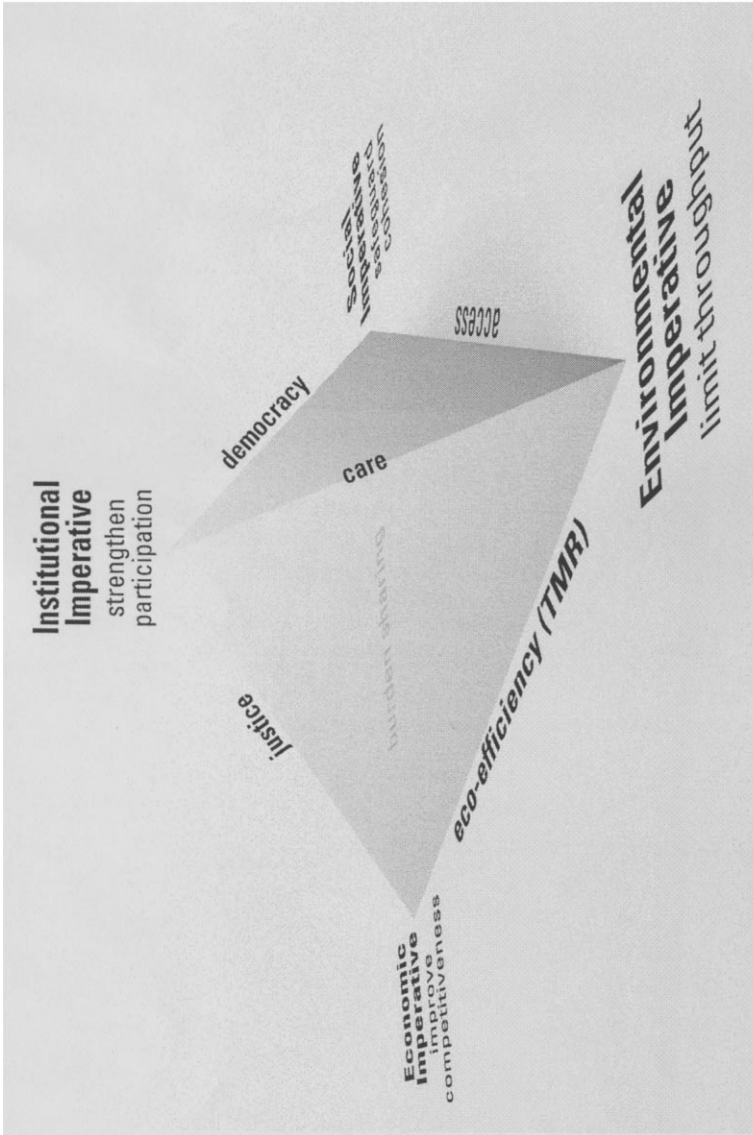 Institutional
Imperative
strengthen
participation
justice
democracy
care
burden sharing
access
Social
Imperative
safeguard
cohesion
Economic
Imperative
improve
competitiveness
eco-efficiency (TMR)
Environmental
Imperative
limit throughput